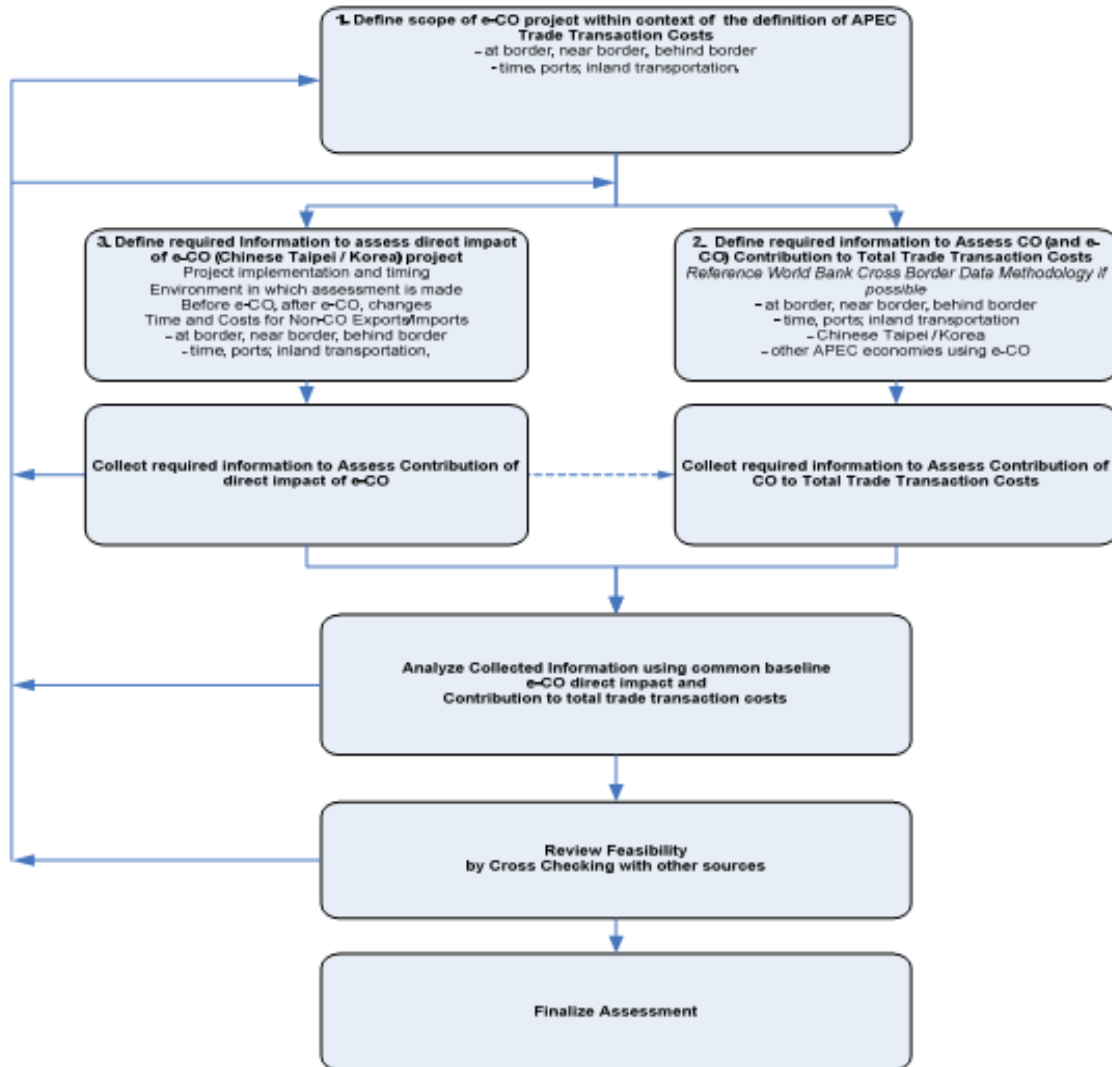 1. Define scope of e-CO project within context of the definition of APEC
Trade Transaction Costs
- at border, near border, behind border
- time, ports; inland transportation,
3. Define required Information to assess direct impact
of e-CO (Chinese Taipei / Korea) project
Project implementation and timing
Environment in which assessment is made
Before e-CO, after e-CO, changes
Time and Costs for Non-CO Exports/Imports
- at border, near border, behind border
- time, ports; inland transportation,
2. Define required information to Assess CO (and e-
CO) Contribution to Total Trade Transaction Costs
Reference World Bank Cross Border Data Methodology if
possible
- at border, near border, behind border
- time, ports; inland transportation
- Chinese Taipei / Korea
- other APEC economies using e-CO
Collect required information to Assess Contribution of
direct impact of e-CO
Collect required information to Assess Contribution of
CO to Total Trade Transaction Costs
Analyze Collected Information using common baseline
e-CO direct impact and
Contribution to total trade transaction costs
Review Feasibility
by Cross Checking with other sources
Finalize Assessment